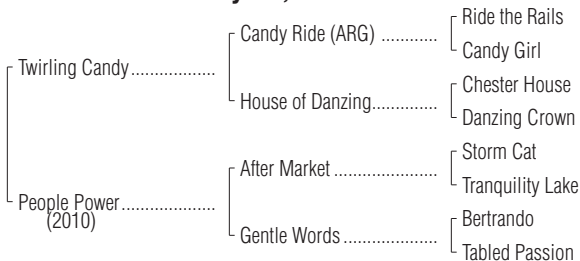 Twirling Candy..................
People Power....................
(2010)
Candy Ride (ARG) ............
House of Danzing..............
After Market ......................
Gentle Words ....................
Ride the Rails
Candy Girl
Chester House
Danzing Crown
Storm Cat
Tranquility Lake
Bertrando
Tabled Passion